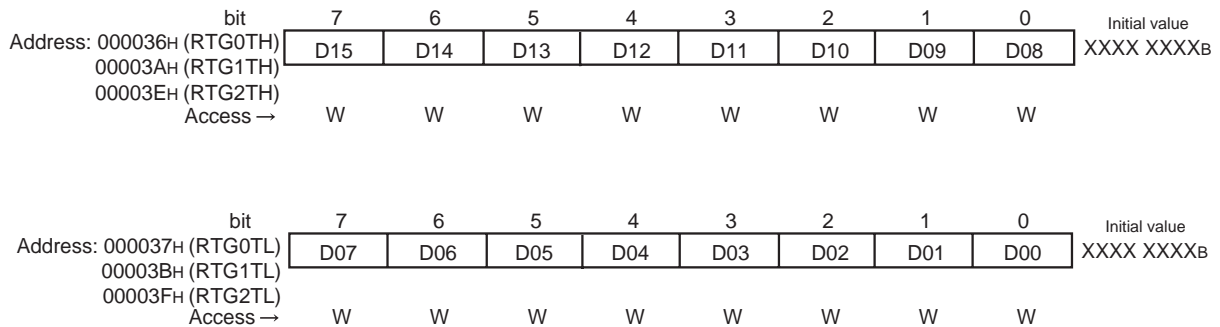 bit 7 6 5 4 3 2 1 0 Initial value
Address: 000036H (RTG0TH) D15 D14 D13 D12 D11 D10 D09 D08 XXXX XXXXB
00003AH (RTG1TH)
00003EH (RTG2TH)
Access → W W W W W W W W
bit 7 6 5 4 3 2 1 0 Initial value
Address: 000037H (RTG0TL) D07 D06 D05 D04 D03 D02 D01 D00 XXXX XXXXB
00003BH (RTG1TL)
00003FH (RTG2TL)
Access → W W W W W W W W